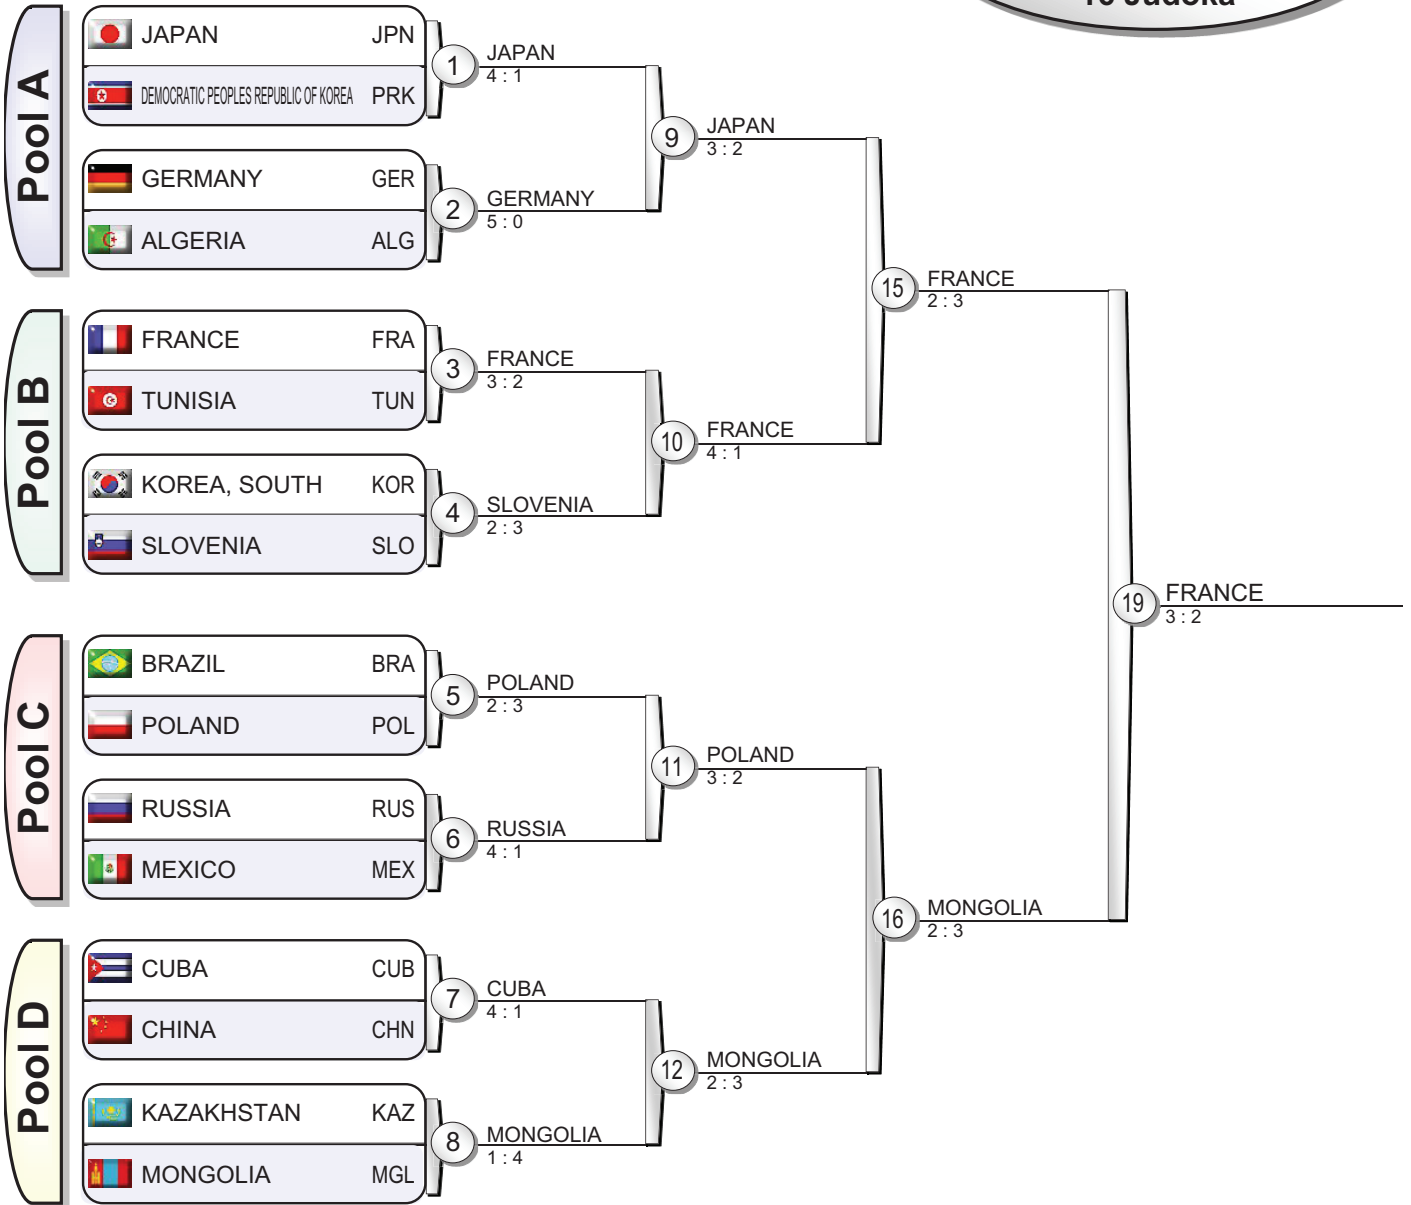 16 Judoka
Pool A
JAPAN JPN
DEMOCRATIC PEOPLES REPUBLIC OF KOREA PRK
1
JAPAN
4 : 1
GERMANY GER
ALGERIA ALG
2
GERMANY
5 : 0
9
JAPAN
3 : 2
Pool B
FRANCE FRA
TUNISIA TUN
3
FRANCE
3 : 2
KOREA, SOUTH KOR
SLOVENIA SLO
4
SLOVENIA
2 : 3
10
FRANCE
4 : 1
15
FRANCE
2 : 3
Pool C
BRAZIL BRA
POLAND POL
5
POLAND
2 : 3
RUSSIA RUS
MEXICO MEX
6
RUSSIA
4 : 1
11
POLAND
3 : 2
Pool D
CUBA CUB
CHINA CHN
7
CUBA
4 : 1
KAZAKHSTAN KAZ
MONGOLIA MGL
8
MONGOLIA
1 : 4
12
MONGOLIA
2 : 3
16
MONGOLIA
2 : 3
19
FRANCE
3 : 2